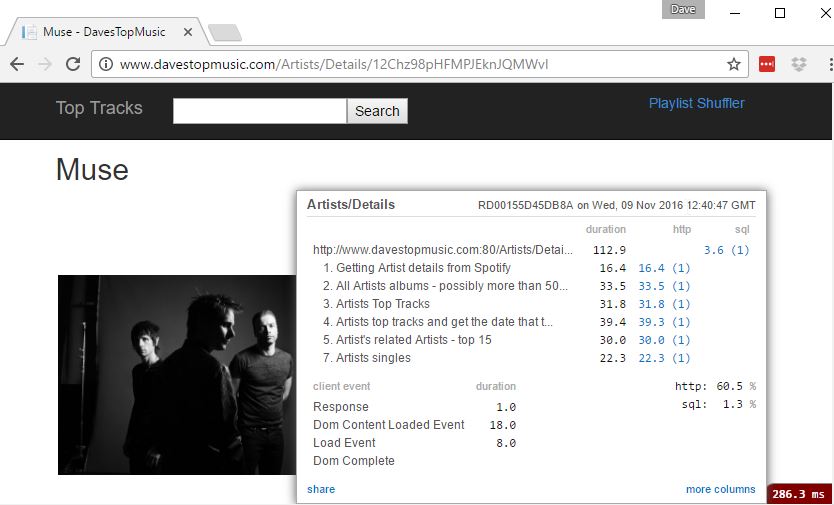 Dave
Muse - DavesTopMusic
www.davestopmusic.com/Artists/Details/12Chz98pHFMPJEknJQMWvI
Top Tracks Search Playlist Shuffler
Muse
Artists/Details RD00155D45DB8A on Wed, 09 Nov 2016 12:40:47 GMT
duration http sql
http://www.davestopmusic.com:80/Artists/Detai... 112.9 3.6 (1)
1. Getting Artist details from Spotify 16.4 16.4 (1)
2. All Artists albums - possibly more than 50... 33.5 33.5 (1)
3. Artists Top Tracks 31.8 31.8 (1)
4. Artists top tracks and get the date that t... 39.4 39.3 (1)
5. Artist's related Artists - top 15 30.0 30.0 (1)
7. Artists singles 22.3 22.3 (1)
client event duration http: 60.5 %
Response 1.0 sql: 1.3 %
Dom Content Loaded Event 18.0
Load Event 8.0
Dom Complete
share more columns
286.3 ms